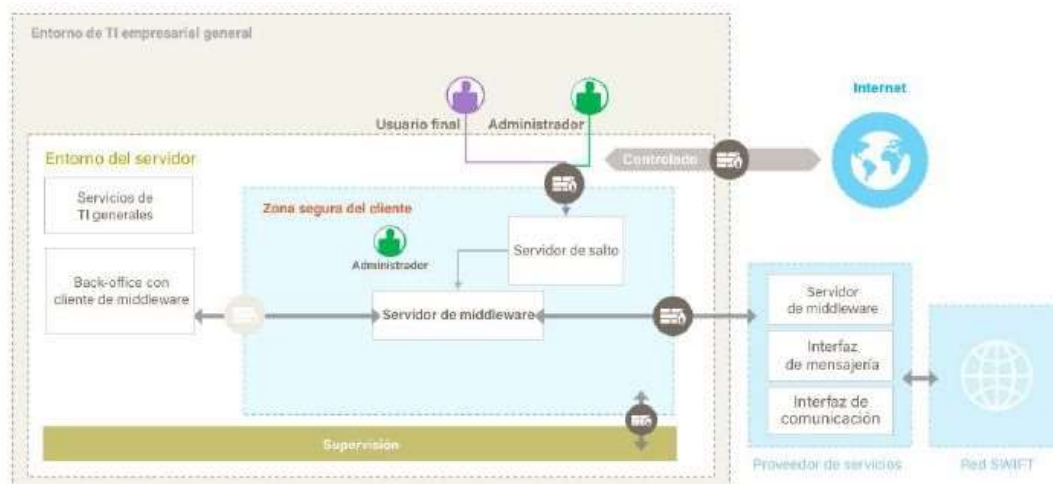 Entorno de TI empresarial general
Usuario final
Administrador
Internet
Controlado
Entorno del servidor
Servicios de
TI generales
Zona segura del cliente
Administrador
Servidor de salto
Back-office con
cliente de middleware
Servidor de middleware
Servidor
de middleware
Interfaz
de mensajería
Interfaz de
comunicación
Supervisión
Proveedor de servicios
Red SWIFT